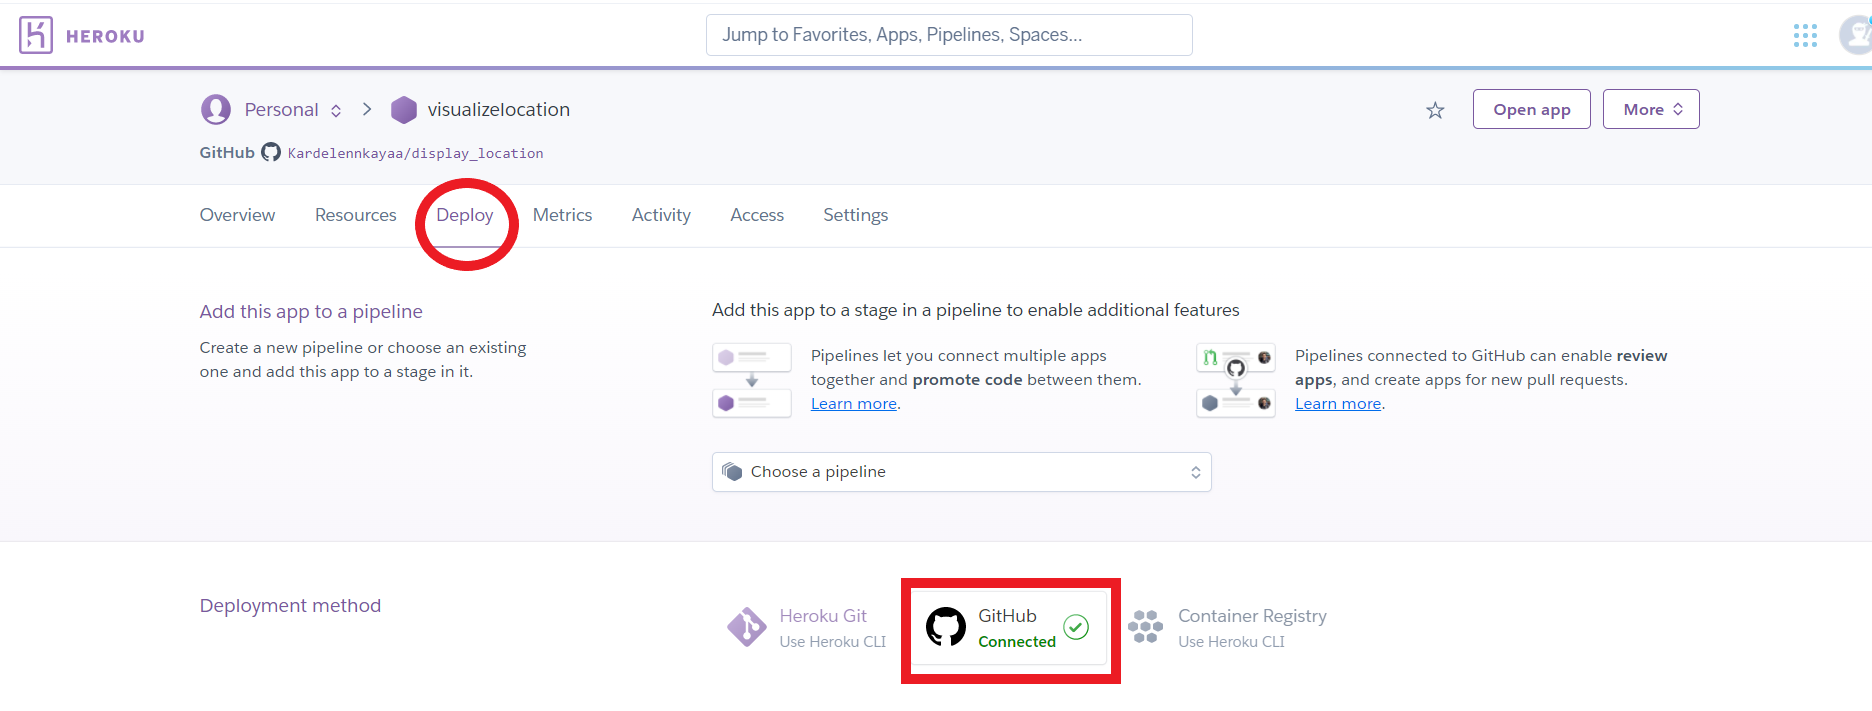 HEROKU
Jump to Favorites, Apps, Pipelines, Spaces...
Personal
visualizelocation
Open app
More
GitHub Kardelennkayaa/display_location
Overview Resources Deploy Metrics Activity Access Settings
Add this app to a pipeline
Create a new pipeline or choose an existing
one and add this app to a stage in it.
Add this app to a stage in a pipeline to enable additional features
Pipelines let you connect multiple apps
together and promote code between them.
Learn more.
Pipelines connected to GitHub can enable review
apps, and create apps for new pull requests.
Learn more.
Choose a pipeline
Deployment method
Heroku Git
Use Heroku CLI
GitHub
Connected
Container Registry
Use Heroku CLI